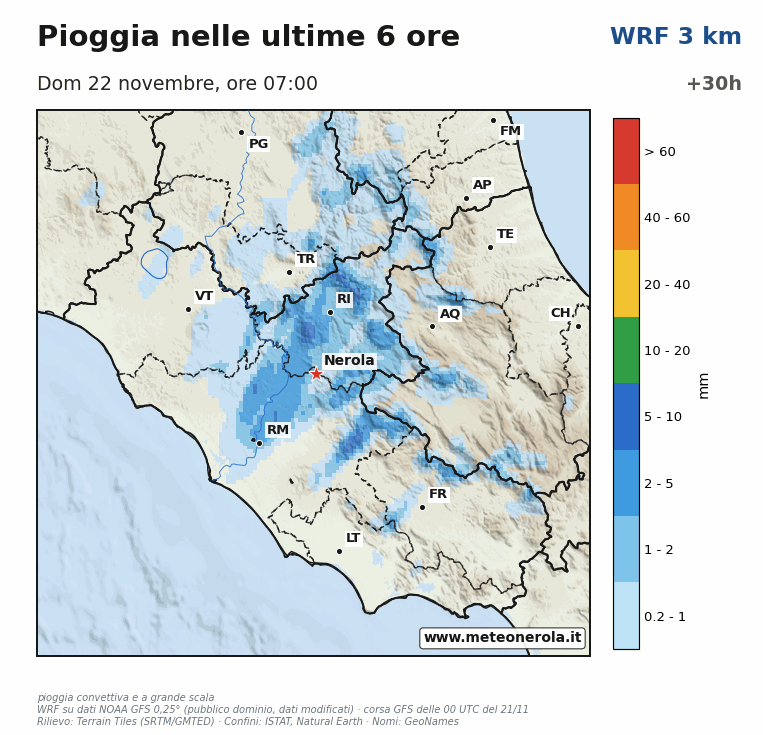 Pioggia nelle ultime 6 ore
WRF 3 km
Dom 22 novembre, ore 07:00
+30h
FM
PG
AP
TE
TR
VT
RI
AQ
CH
Nerola
RM
FR
LT
www.meteonerola.it
> 60
40 - 60
20 - 40
10 - 20
5 - 10
2 - 5
1 - 2
0.2 - 1
mm
pioggia convettiva e a grande scala
WRF su dati NOAA GFS 0,25° (pubblico dominio, dati modificati) · corsa GFS delle 00 UTC del 21/11
Rilievo: Terrain Tiles (SRTM/GMTED) · Confini: ISTAT, Natural Earth · Nomi: GeoNames